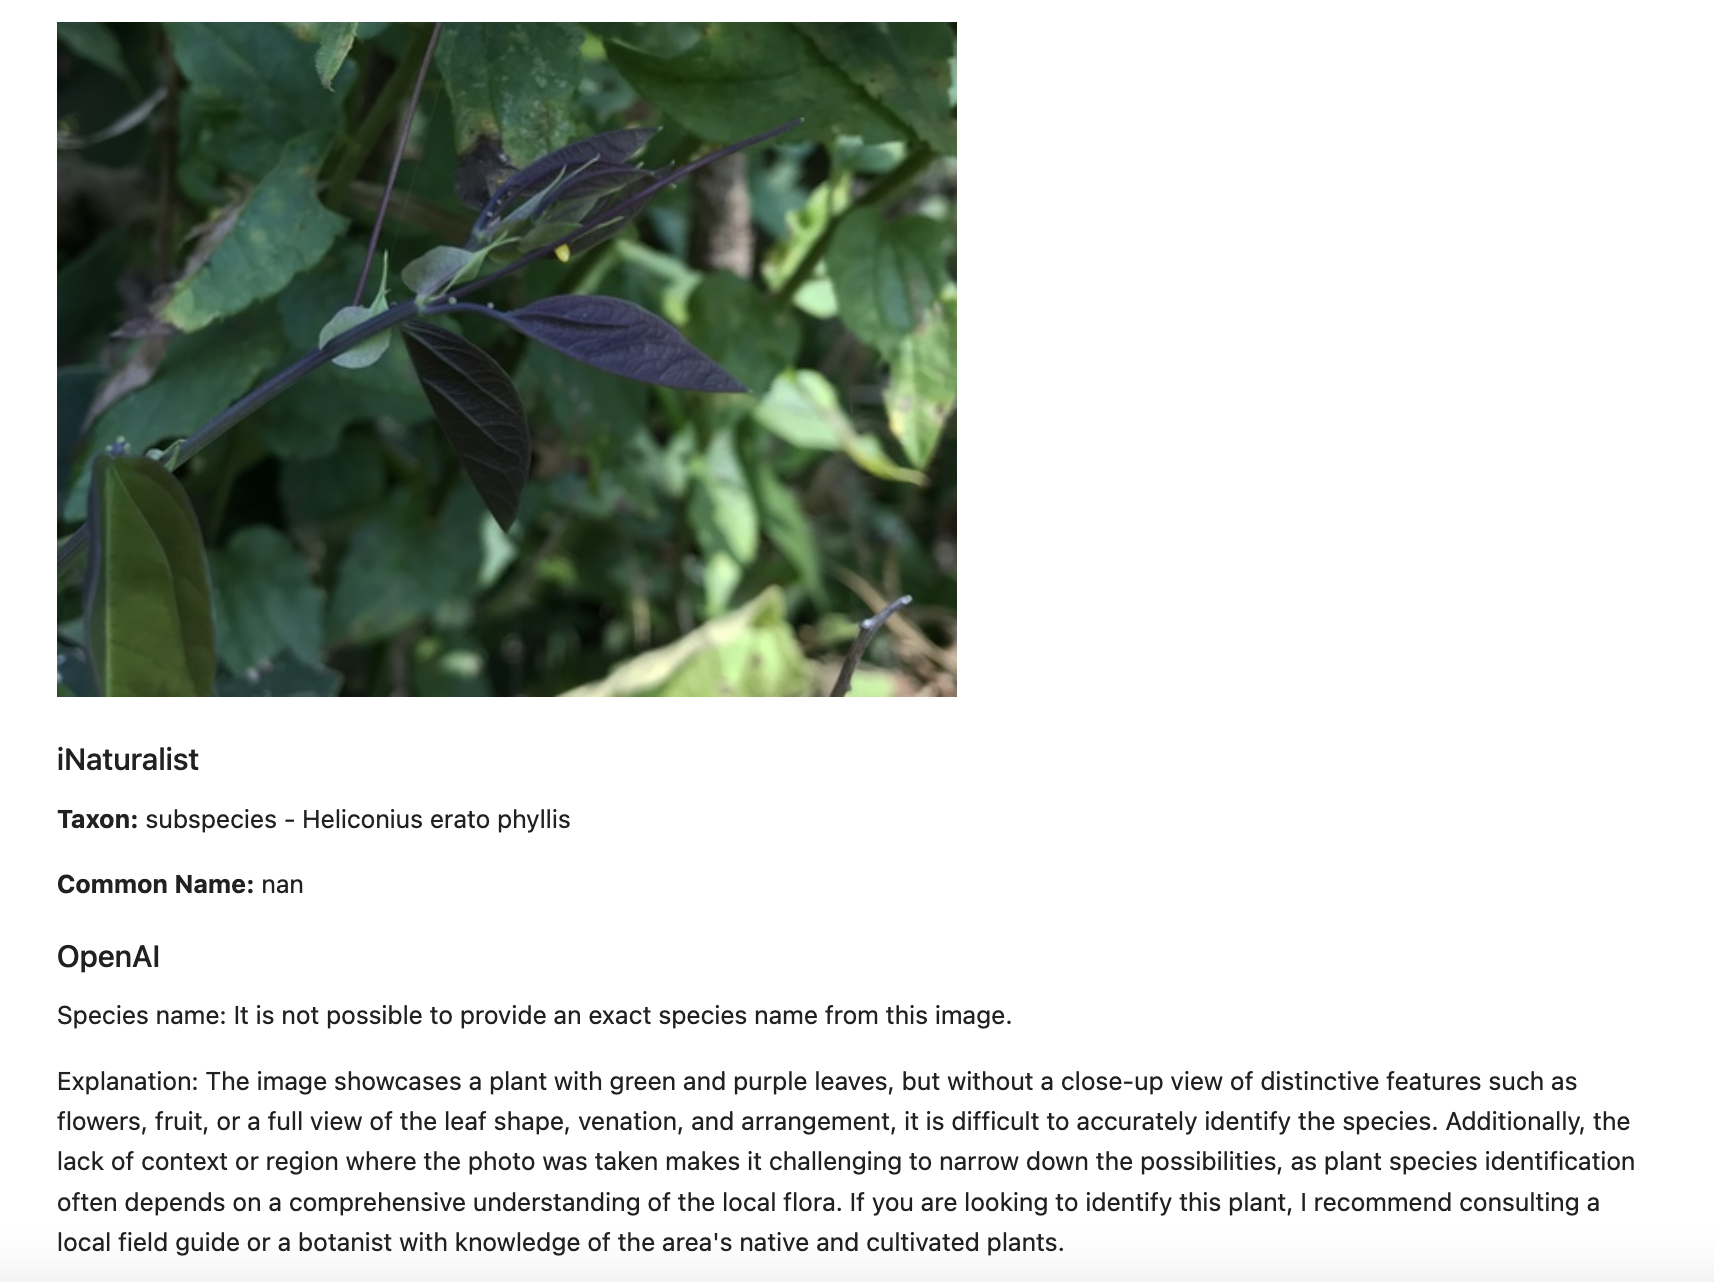 iNaturalist
Taxon: subspecies - Heliconius erato phyllis
Common Name: nan
OpenAI
Species name: It is not possible to provide an exact species name from this image.
Explanation: The image showcases a plant with green and purple leaves, but without a close-up view of distinctive features such as
flowers, fruit, or a full view of the leaf shape, venation, and arrangement, it is difficult to accurately identify the species. Additionally, the
lack of context or region where the photo was taken makes it challenging to narrow down the possibilities, as plant species identification
often depends on a comprehensive understanding of the local flora. If you are looking to identify this plant, I recommend consulting a
local field guide or a botanist with knowledge of the area's native and cultivated plants.